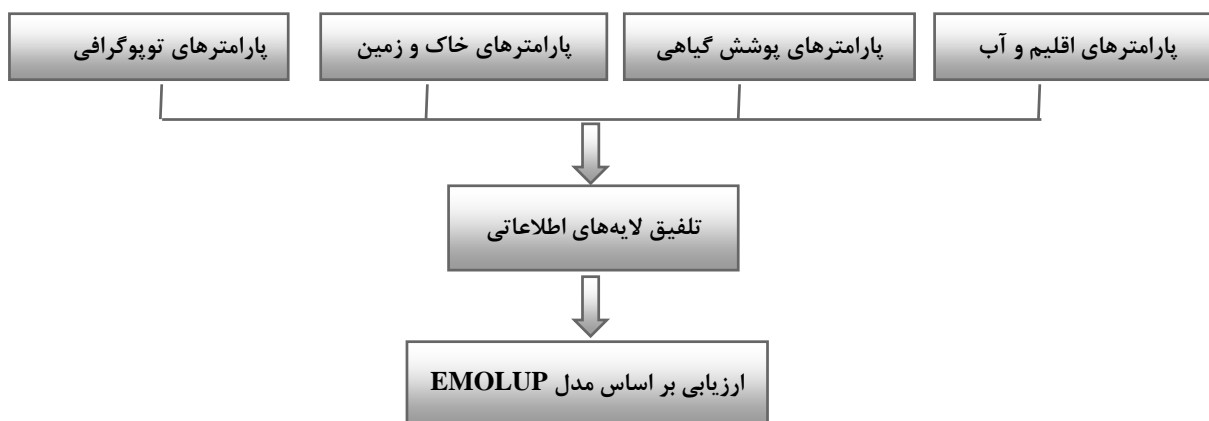 پارامترهای اقلیم و آب
پارامترهای پوشش گیاهی
پارامترهای خاک و زمین
پارامترهای توپوگرافی
تلفیق لایه‌های اطلاعاتی
ارزیابی بر اساس مدل EMOLUP